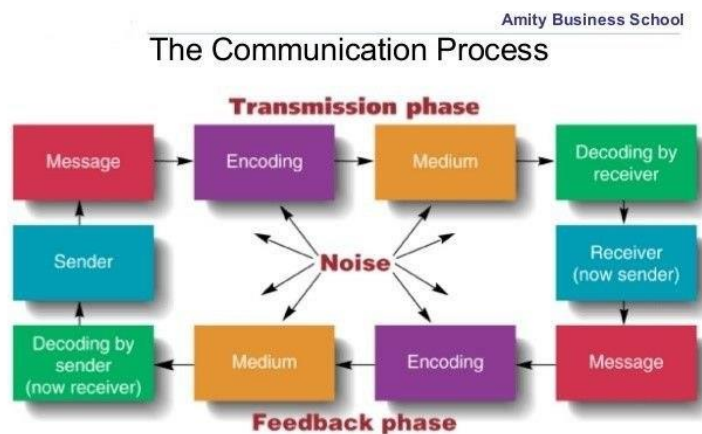 Amity Business School
The Communication Process
Transmission phase
Message
Encoding
Medium
Decoding by
receiver
Sender
Noise
Receiver
(now sender)
Decoding by
sender
(now receiver)
Medium
Encoding
Message
Feedback phase